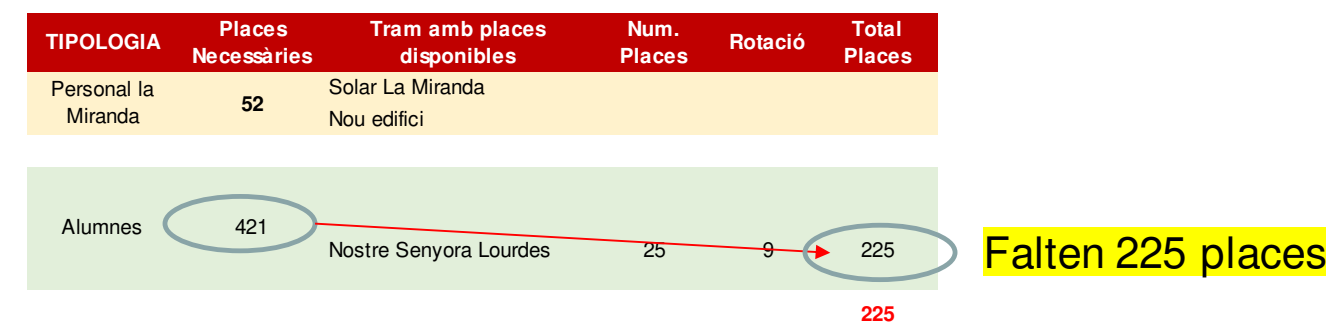 TIPOLOGIA Places Necessàries Tram amb places disponibles Num. Places Rotació Total Places
Personal la Miranda 52 Solar La Miranda
Nou edifici
Alumnes 421
Nostre Senyora Lourdes 25 9 225
Falten 225 places
225